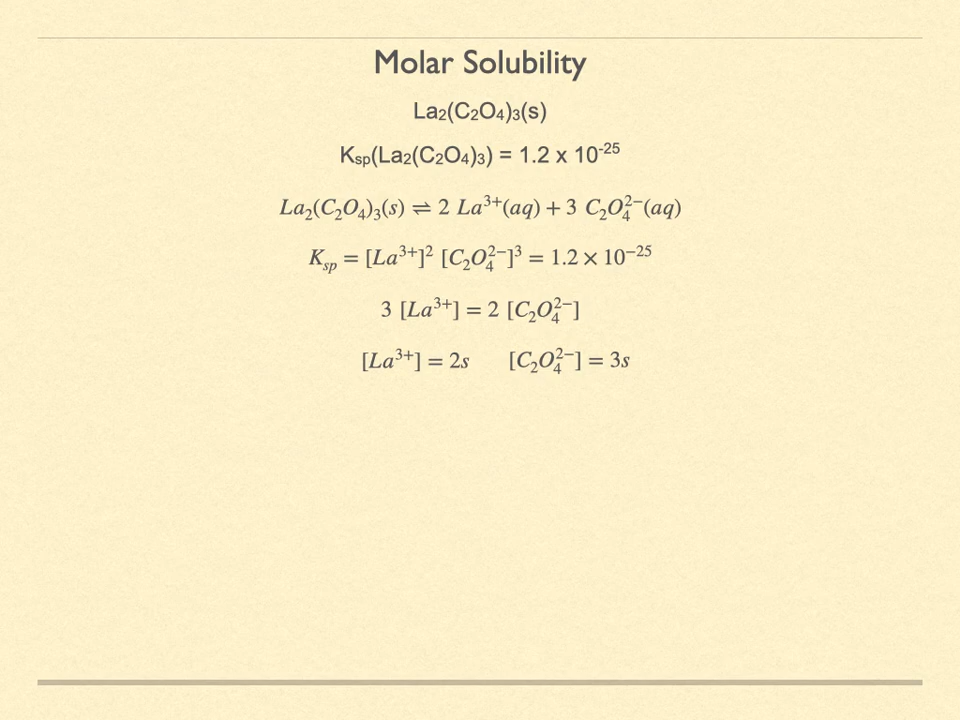 Molar Solubility
La₂(C₂O₄)₃(s)
Kₛₚ(La₂(C₂O₄)₃) = 1.2 x 10⁻²⁵
La₂(C₂O₄)₃(s) ⇌ 2 La³⁺(aq) + 3 C₂O₄²⁻(aq)
Kₛₚ = [La³⁺]² [C₂O₄²⁻]³ = 1.2 × 10⁻²⁵
3 [La³⁺] = 2 [C₂O₄²⁻]
[La³⁺] = 2s [C₂O₄²⁻] = 3s